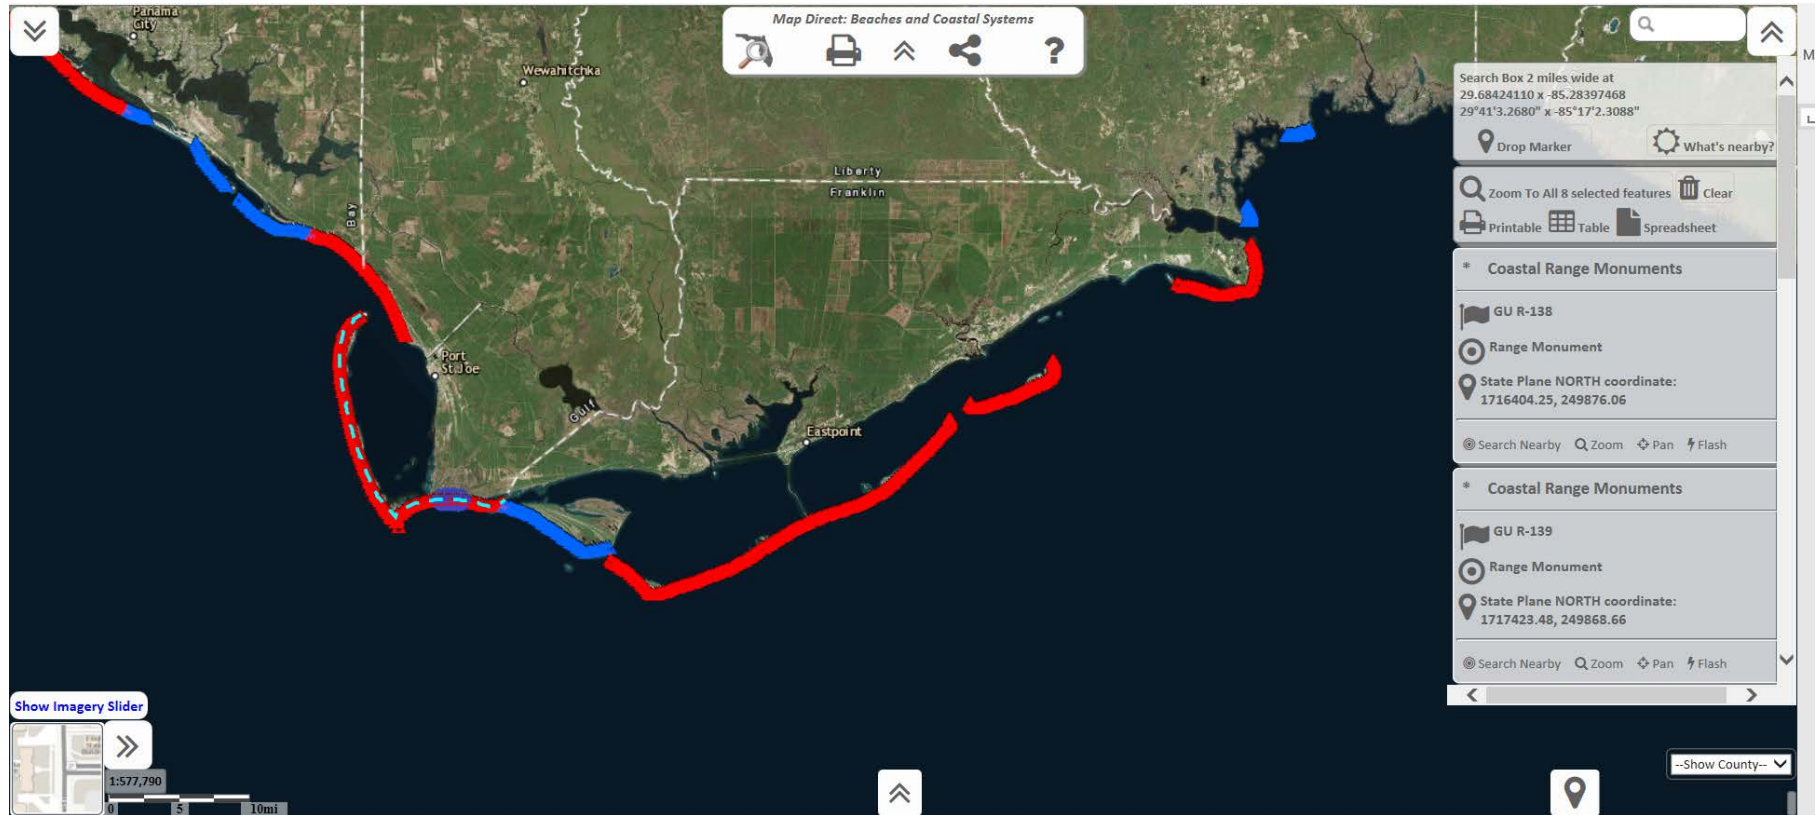 Panama
City
Wewahitchka
Liberty
Franklin
Bay
Port
St Joe
Gulf
Eastpoint
Map Direct: Beaches and Coastal Systems
?
Search Box 2 miles wide at
29.68424110 x -85.28397468
29°41'3.2680" x -85°17'2.3088"
Drop Marker
What's nearby?
Zoom To All 8 selected features
Clear
Printable
Table
Spreadsheet
* Coastal Range Monuments
GU R-138
Range Monument
State Plane NORTH coordinate:
1716404.25, 249876.06
Search Nearby Zoom Pan Flash
* Coastal Range Monuments
GU R-139
Range Monument
State Plane NORTH coordinate:
1717423.48, 249868.66
Search Nearby Zoom Pan Flash
Show Imagery Slider
1:577,790
0 5 10mi
--Show County--
M